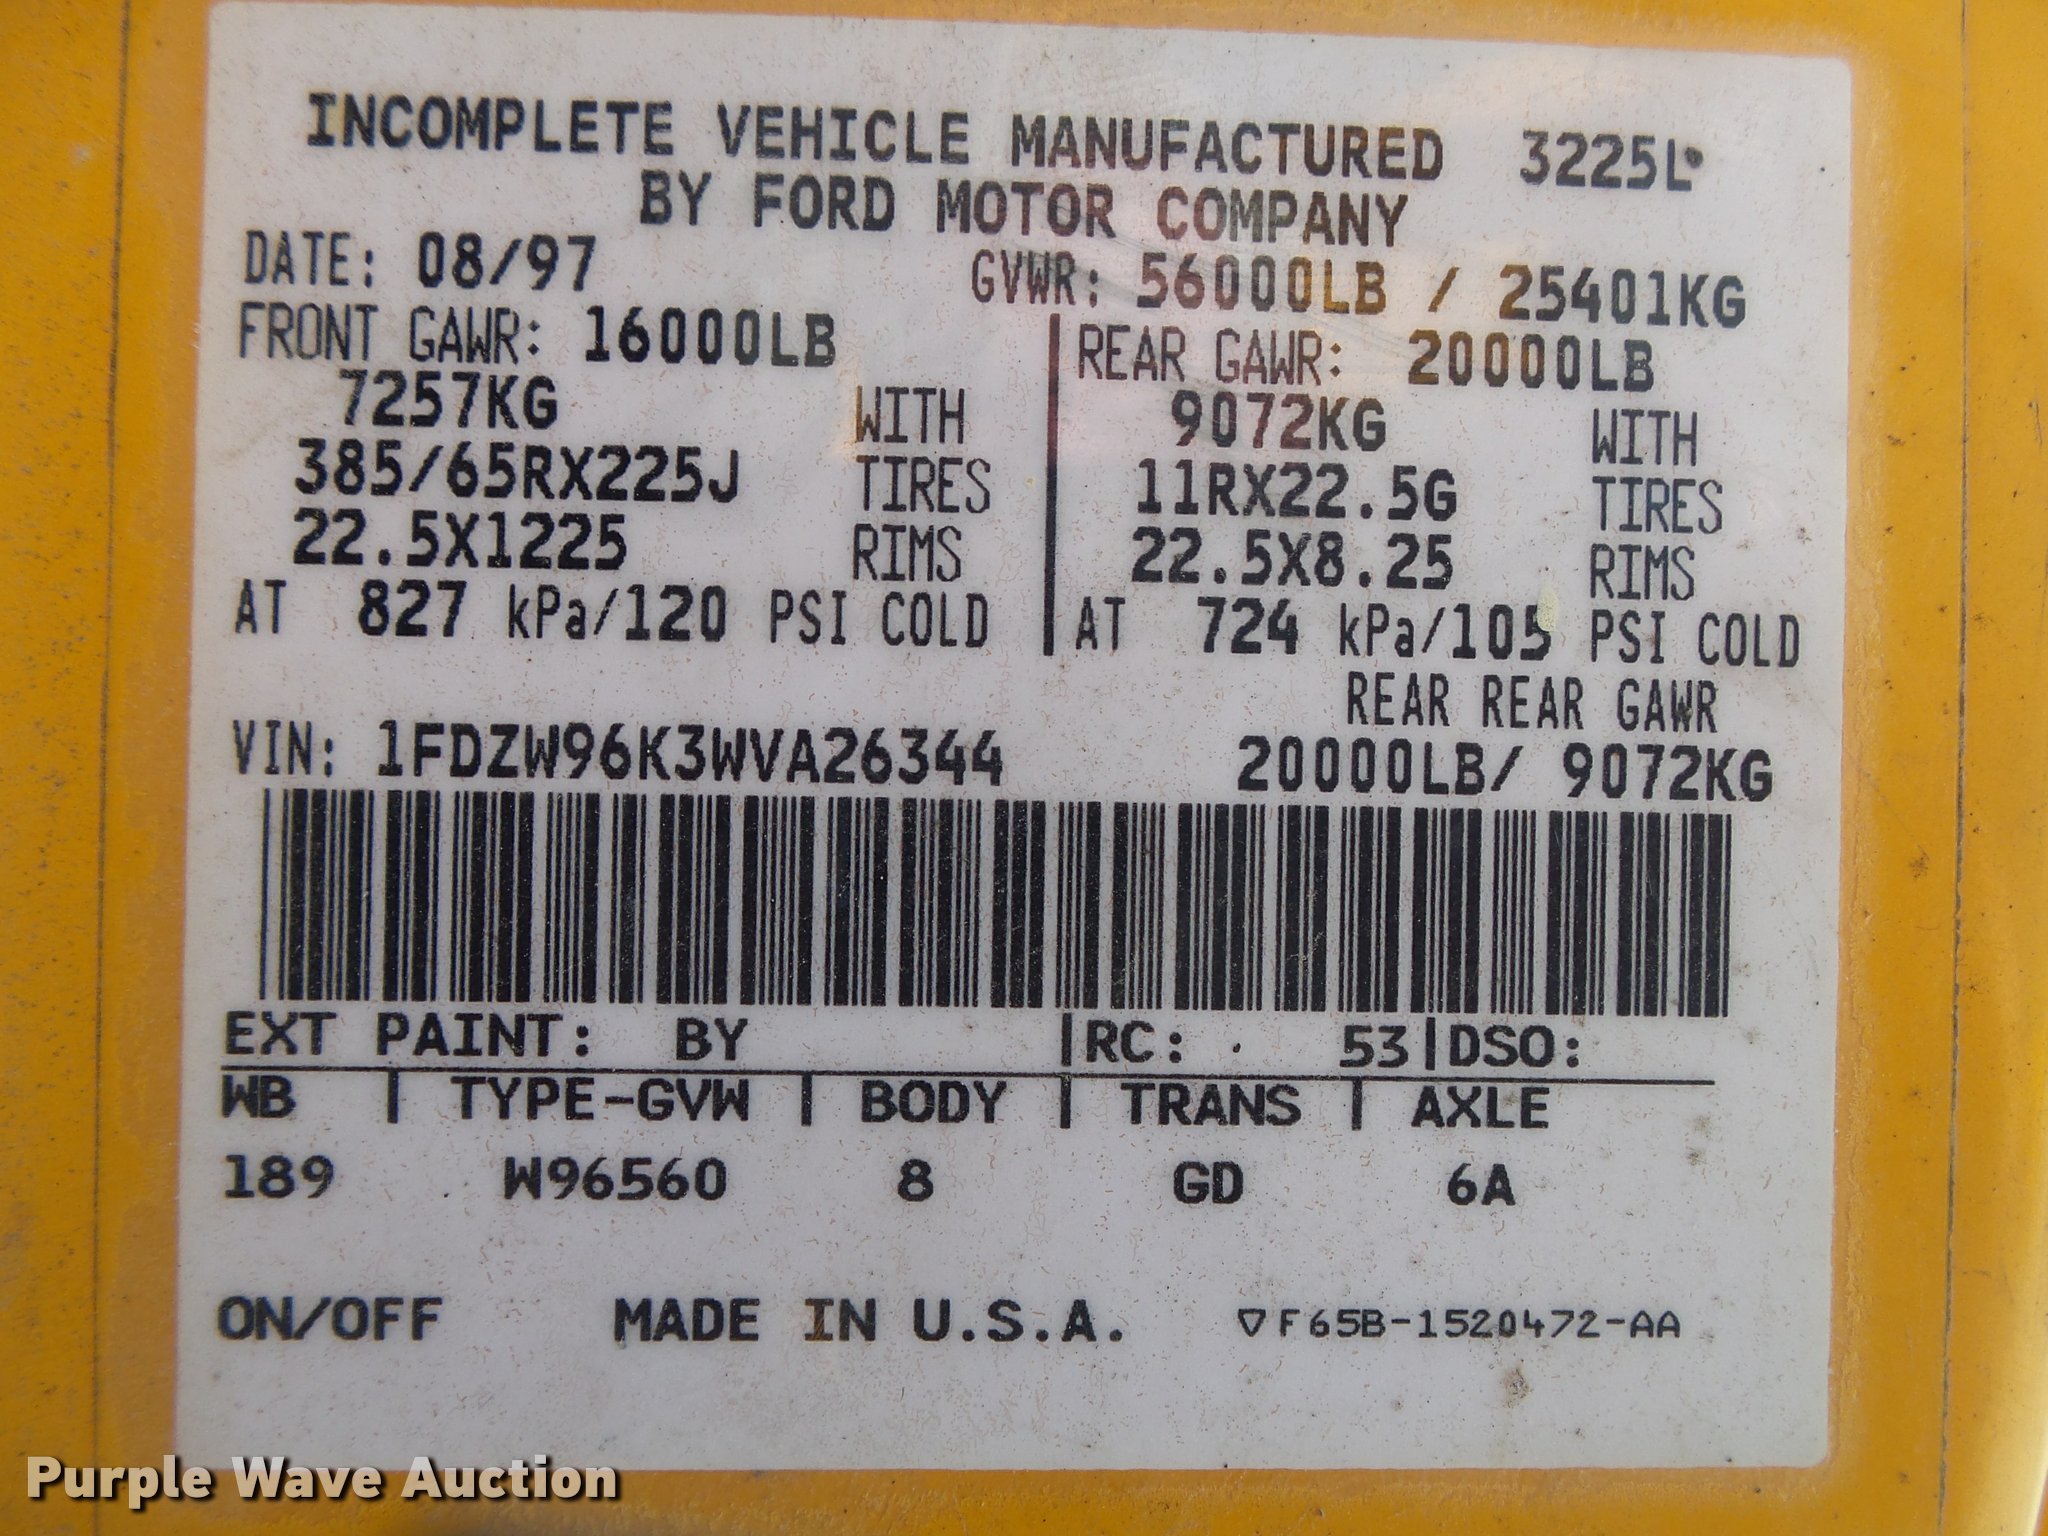 INCOMPLETE VEHICLE MANUFACTURED 3225L
BY FORD MOTOR COMPANY
DATE: 08/97 GVWR: 56000LB / 25401KG
FRONT GAWR: 16000LB REAR GAWR: 20000LB
7257KG WITH 9072KG WITH
385/65RX225J TIRES 11RX22.5G TIRES
22.5X1225 RIMS 22.5X8.25 RIMS
AT 827 kPa/120 PSI COLD AT 724 kPa/105 PSI COLD
REAR REAR GAWR
VIN: 1FDZW96K3WVA26344 20000LB/ 9072KG
EXT PAINT: BY |RC: 53|DSO:
WB | TYPE-GVW | BODY | TRANS | AXLE
189 W96560 8 GD 6A
ON/OFF MADE IN U.S.A. ▽F65B-1520472-AA
Purple Wave Auction